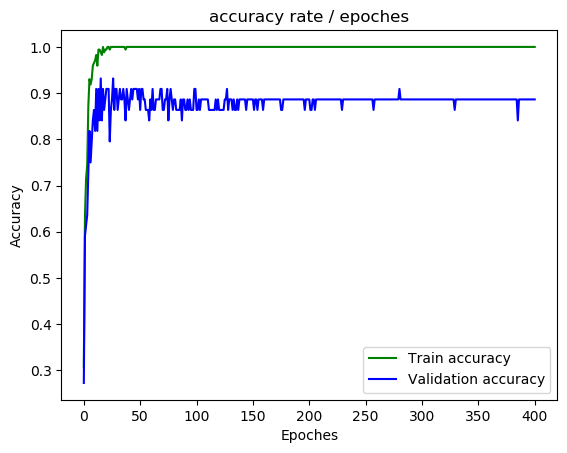 accuracy rate / epoches
1.0
0.9
0.8
0.7
0.6
0.5
0.4
0.3
Accuracy
Train accuracy
Validation accuracy
0 50 100 150 200 250 300 350 400
Epoches